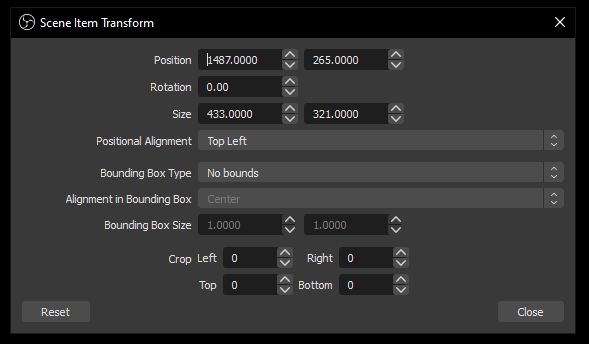 Scene Item Transform
Position 1487.0000 265.0000
Rotation 0.00
Size 433.0000 321.0000
Positional Alignment Top Left
Bounding Box Type No bounds
Alignment in Bounding Box Center
Bounding Box Size 1.0000 1.0000
Crop Left 0 Right 0
Top 0 Bottom 0
Reset Close